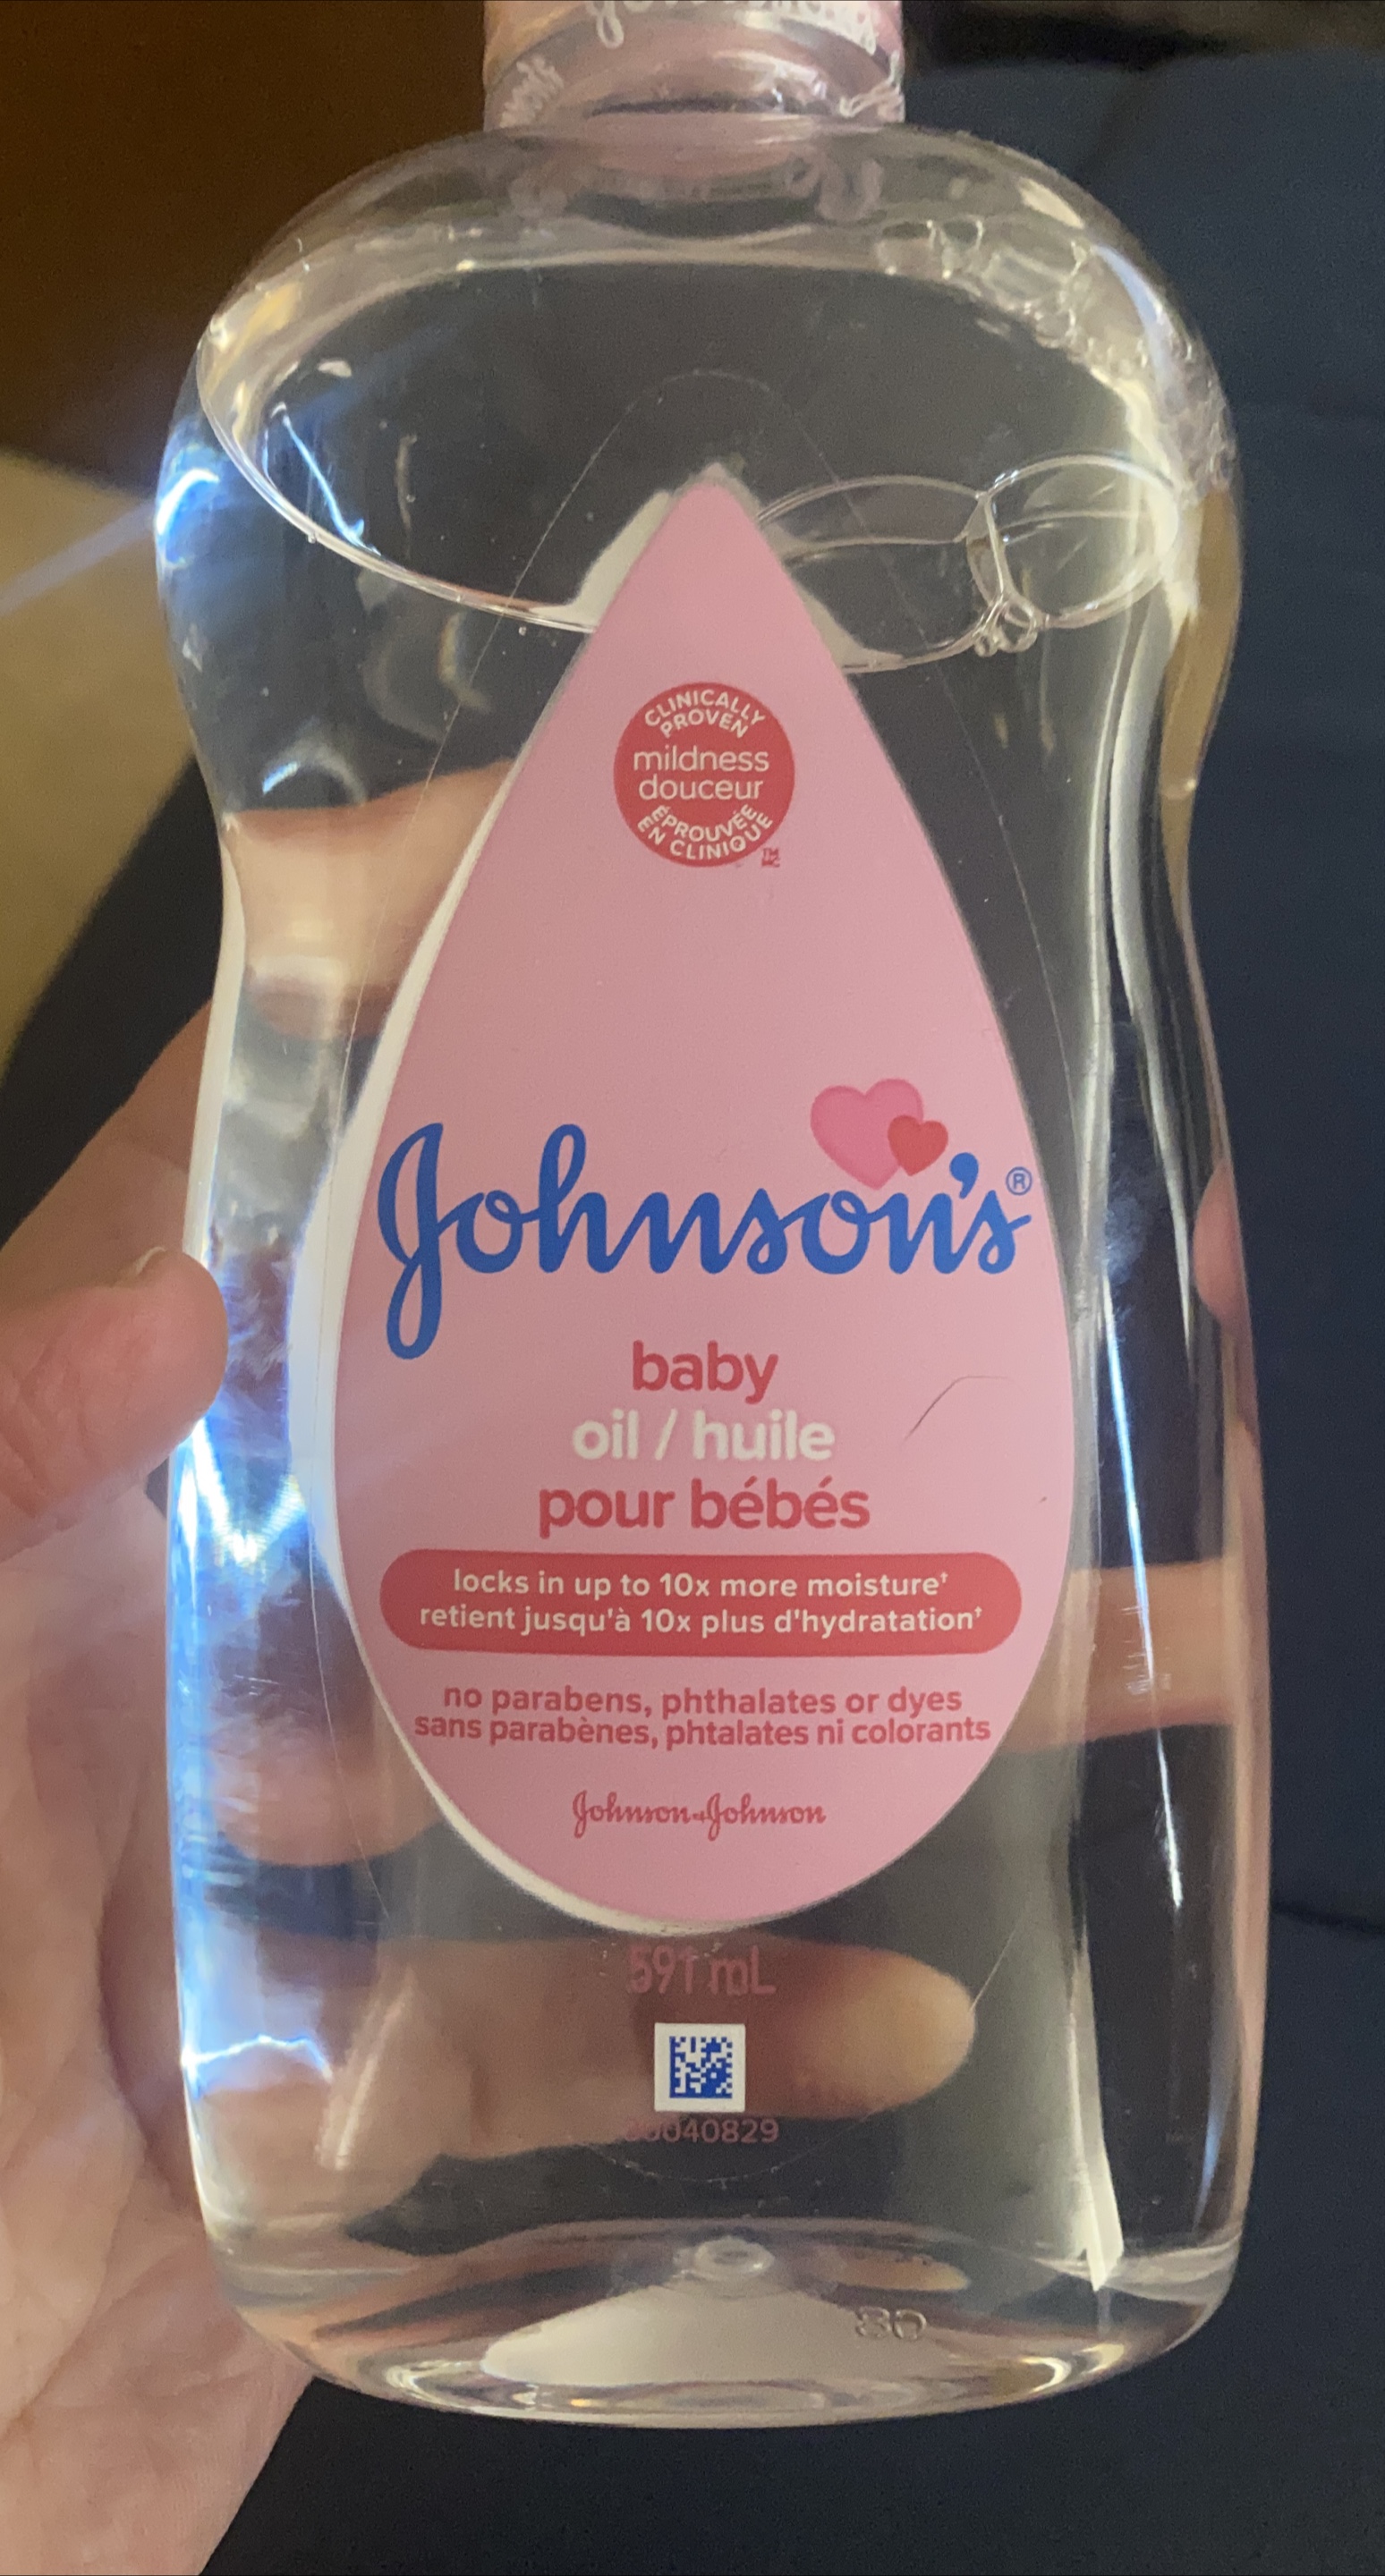 CLINICALLY
PROVEN
mildness
douceur
ÉPROUVÉE
EN CLINIQUE
TM
MC
Johnson's®
baby
oil / huile
pour bébés
locks in up to 10x more moisture†
retient jusqu'à 10x plus d'hydratation†
no parabens, phthalates or dyes
sans parabènes, phtalates ni colorants
Johnson & Johnson
591 mL
80